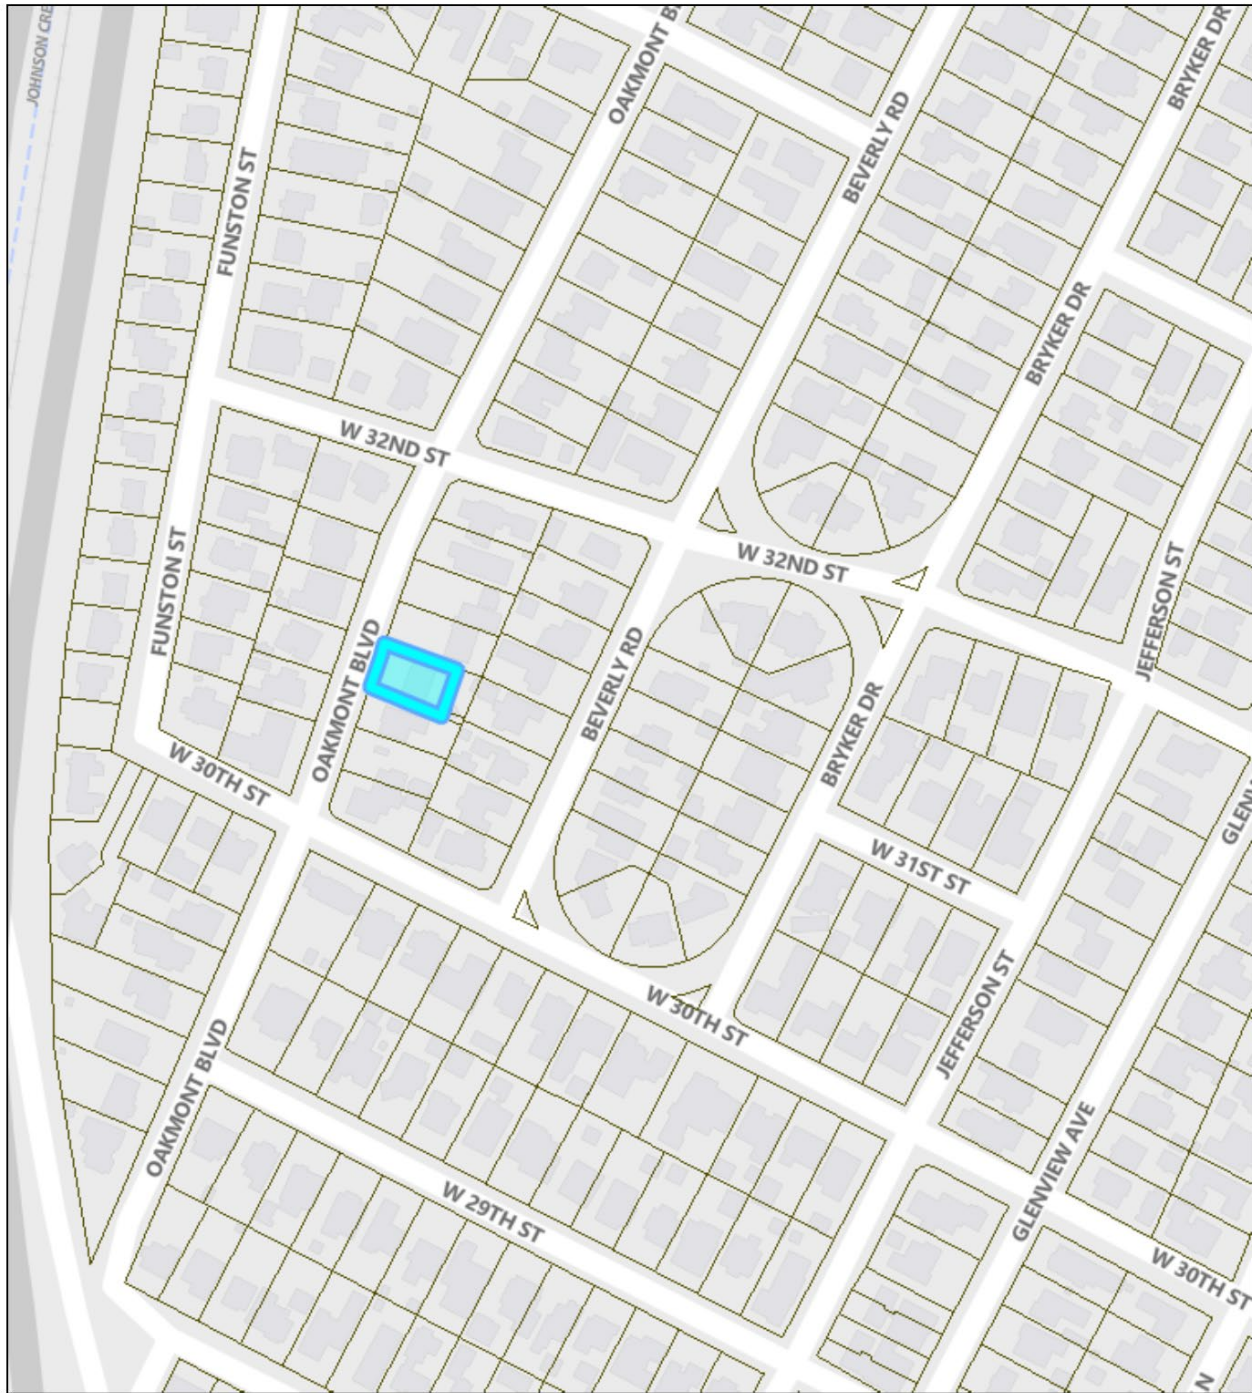 JOHNSON CRE
OAKMONT B
BRYKER DR
BEVERLY RD
FUNSTON ST
BRYKER DR
W 32ND ST
W 32ND ST
FUNSTON ST
JEFFERSON ST
OAKMONT BLVD
BEVERLY RD
BRYKER DR
W 30TH ST
GLENV
W 31ST ST
W 30TH ST
JEFFERSON ST
OAKMONT BLVD
GLENVIEW AVE
W 29TH ST
W 30TH ST
N